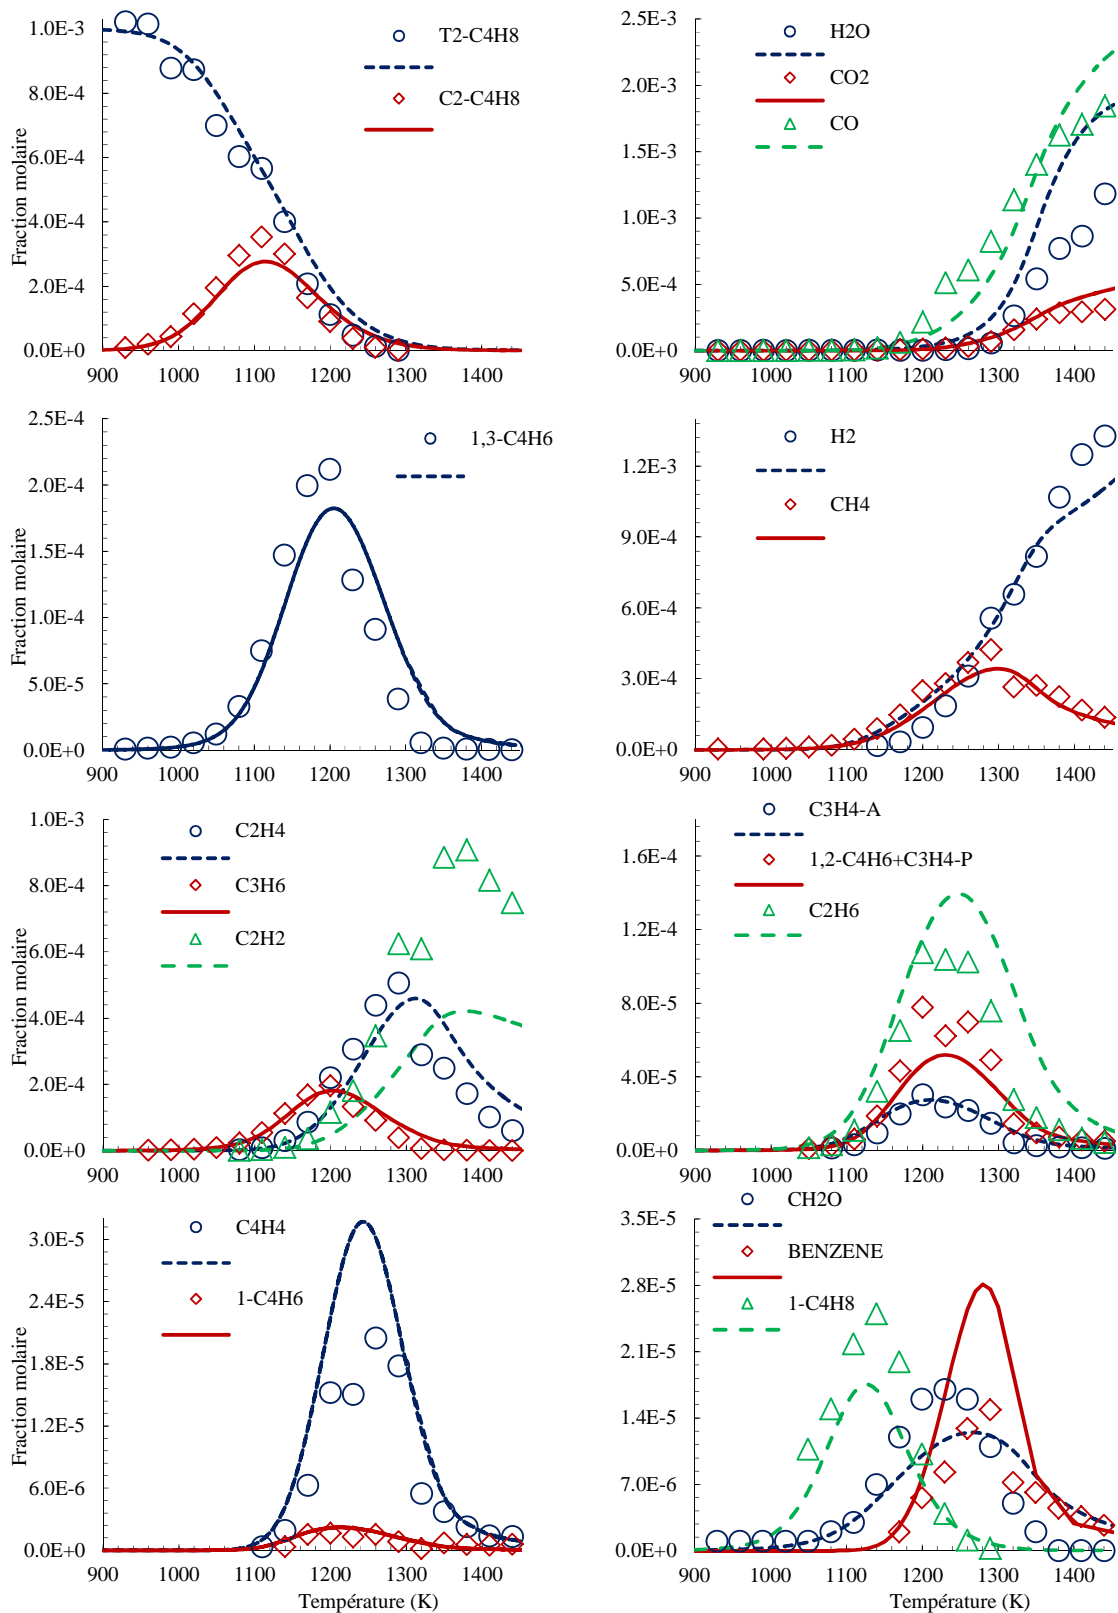 1.0E-3
8.0E-4
6.0E-4
4.0E-4
2.0E-4
0.0E+0
Fraction molaire
T2-C4H8
C2-C4H8
900 1000 1100 1200 1300 1400
2.5E-3
2.0E-3
1.5E-3
1.0E-3
5.0E-4
0.0E+0
H2O
CO2
CO
900 1000 1100 1200 1300 1400
2.5E-4
2.0E-4
1.5E-4
1.0E-4
5.0E-5
0.0E+0
Fraction molaire
1,3-C4H6
900 1000 1100 1200 1300 1400
1.2E-3
9.0E-4
6.0E-4
3.0E-4
0.0E+0
H2
CH4
900 1000 1100 1200 1300 1400
1.0E-3
8.0E-4
6.0E-4
4.0E-4
2.0E-4
0.0E+0
Fraction molaire
C2H4
C3H6
C2H2
900 1000 1100 1200 1300 1400
1.6E-4
1.2E-4
8.0E-5
4.0E-5
0.0E+0
C3H4-A
1,2-C4H6+C3H4-P
C2H6
900 1000 1100 1200 1300 1400
3.0E-5
2.4E-5
1.8E-5
1.2E-5
6.0E-6
0.0E+0
Fraction molaire
C4H4
1-C4H6
900 1000 1100 1200 1300 1400
Température (K)
3.5E-5
2.8E-5
2.1E-5
1.4E-5
7.0E-6
0.0E+0
CH2O
BENZENE
1-C4H8
900 1000 1100 1200 1300 1400
Température (K)